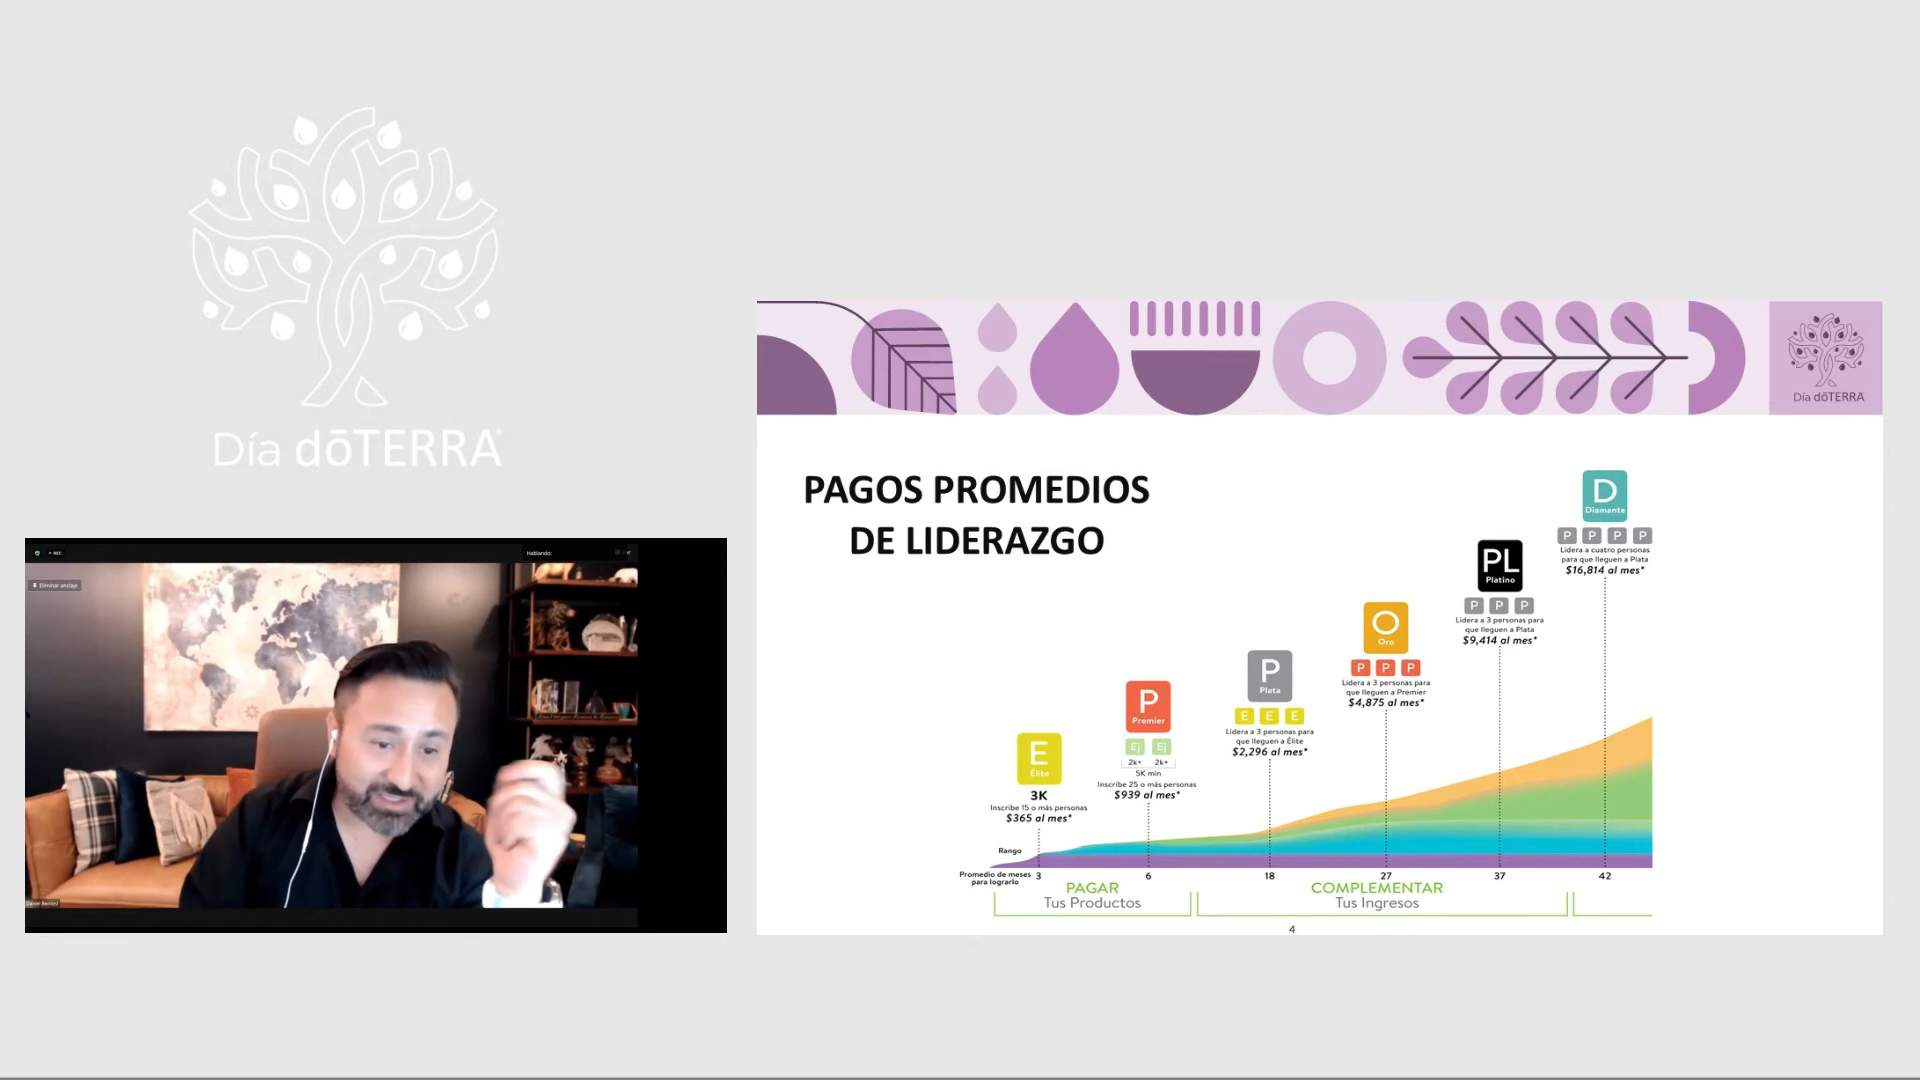 Día dōTERRA
Hablando:
REC
Eliminar anclaje
Daniel Benitez
Día dōTERRA
PAGOS PROMEDIOS
DE LIDERAZGO
E
Élite
3K
Inscribe 15 o más personas
$365 al mes*
P
Premier
Ej Ej
2k+ 2k+
5K min
Inscribe 25 o más personas
$939 al mes*
P
Plata
E E E
Lidera a 3 personas para
que lleguen a Élite
$2,296 al mes*
O
Oro
P P P
Lidera a 3 personas para
que lleguen a Premier
$4,875 al mes*
PL
Platino
P P P
Lidera a 3 personas para
que lleguen a Plata
$9,414 al mes*
D
Diamante
P P P P
Lidera a cuatro personas
para que lleguen a Plata
$16,814 al mes*
Rango
Promedio de meses
para lograrlo
3 6 18 27 37 42
PAGAR
Tus Productos
COMPLEMENTAR
Tus Ingresos
4